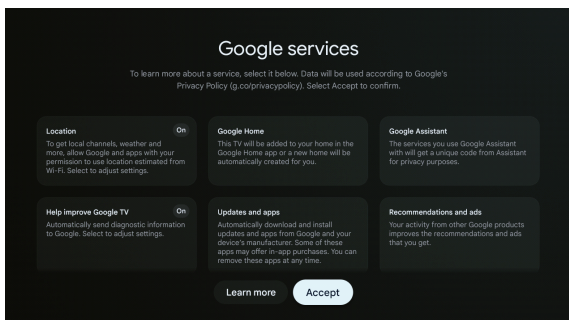 Google services
To learn more about a service, select it below. Data will be used according to Google's
Privacy Policy (g.co/privacypolicy). Select Accept to confirm.
Location
On
To get local channels, weather and
more, allow Google and apps with your
permission to use location estimated from
Wi-Fi. Select to adjust settings.
Google Home
This TV will be added to your home in the
Google Home app or a new home will be
automatically created for you.
Google Assistant
The services you use Google Assistant
with will get a unique code from Assistant
for privacy purposes.
Help improve Google TV
On
Automatically send diagnostic information
to Google. Select to adjust settings.
Updates and apps
Automatically download and install
updates and apps from Google and your
device's manufacturer. Some of these
apps may offer in-app purchases. You can
remove these apps at any time.
Recommendations and ads
Your activity from other Google products
improves the recommendations and ads
that you get.
Learn more
Accept